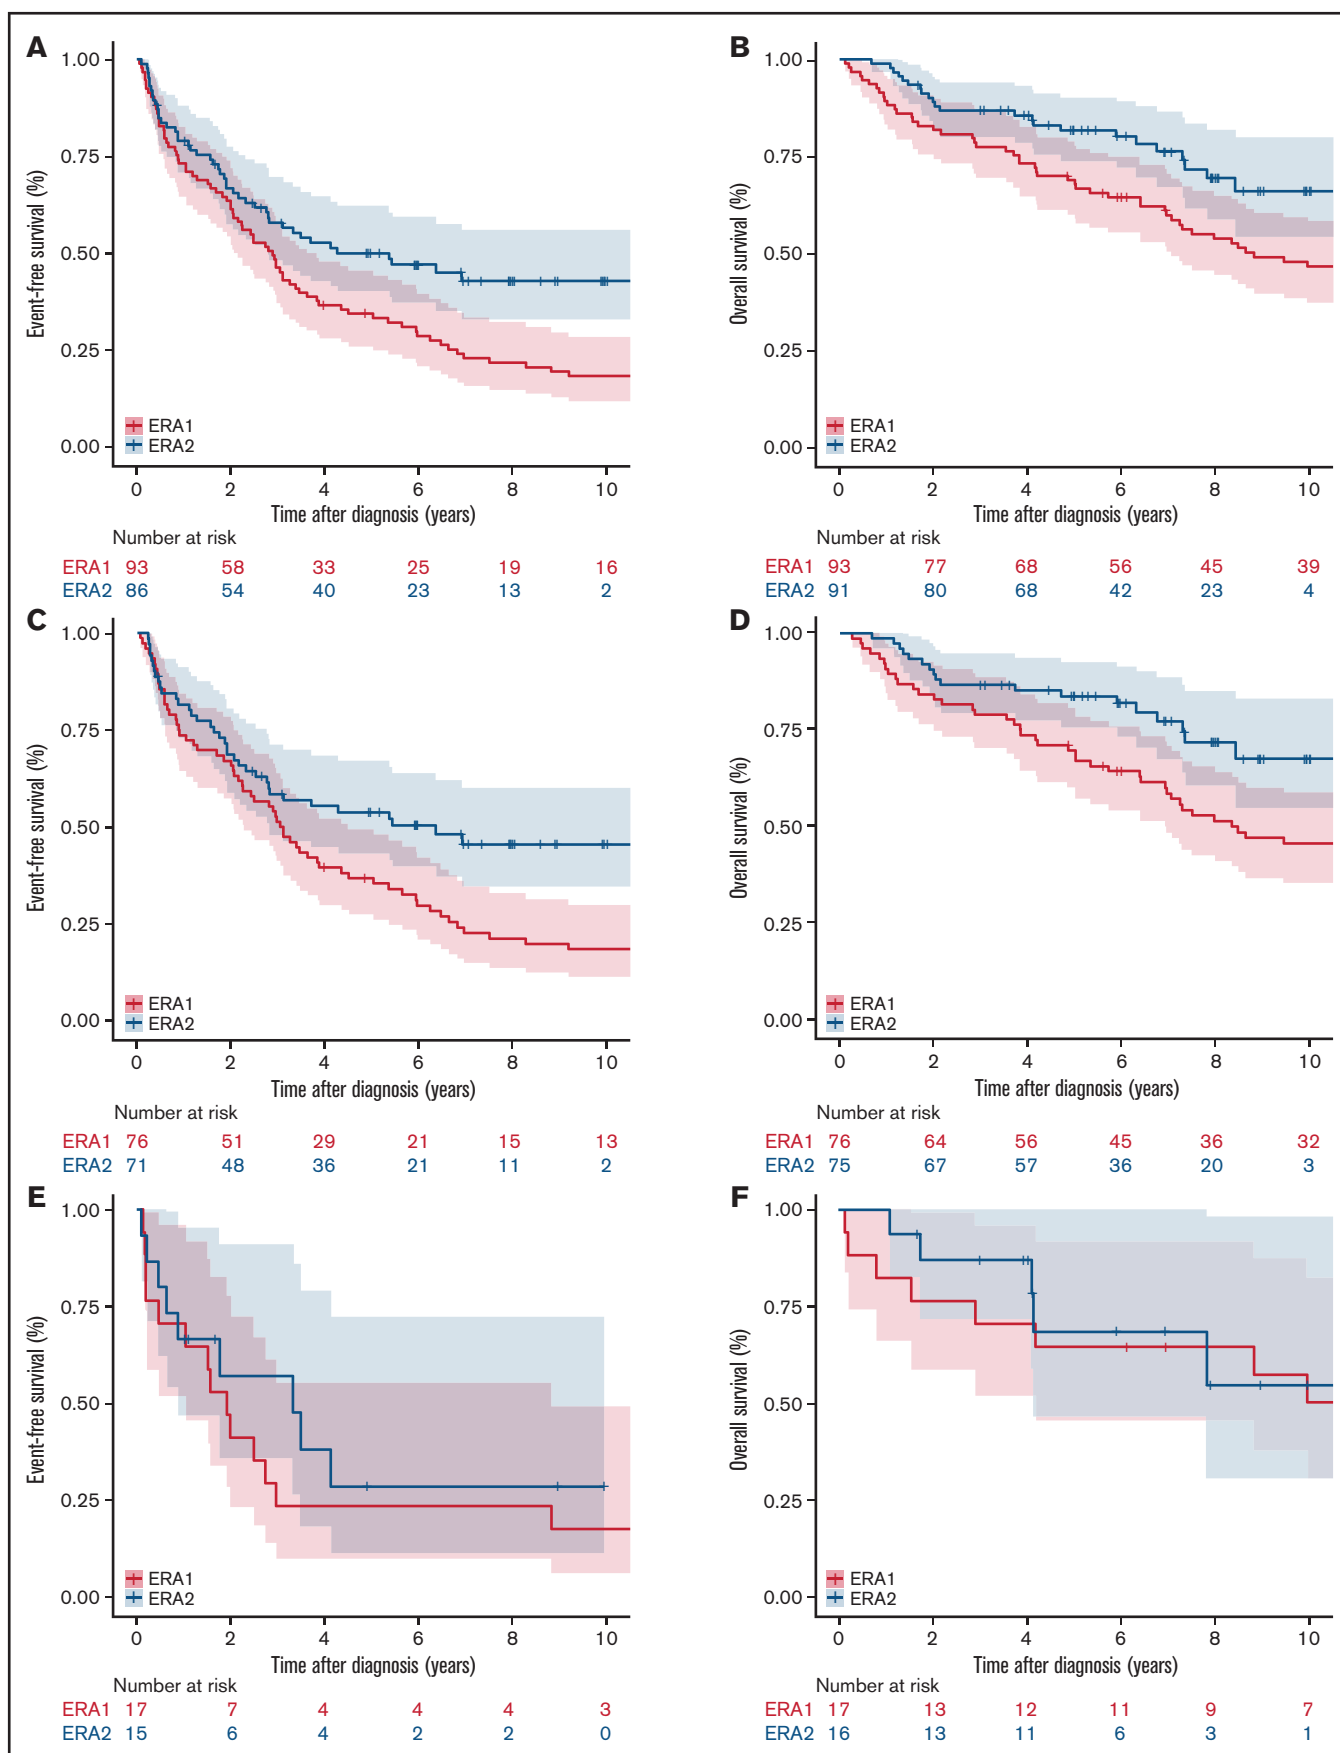 A
Event-free survival (%)
1.00
0.75
0.50
0.25
0.00
ERA1
ERA2
0 2 4 6 8 10
Time after diagnosis (years)
Number at risk
ERA1 93 58 33 25 19 16
ERA2 86 54 40 23 13 2
B
Overall survival (%)
1.00
0.75
0.50
0.25
0.00
ERA1
ERA2
0 2 4 6 8 10
Time after diagnosis (years)
Number at risk
ERA1 93 77 68 56 45 39
ERA2 91 80 68 42 23 4
C
Event-free survival (%)
1.00
0.75
0.50
0.25
0.00
ERA1
ERA2
0 2 4 6 8 10
Time after diagnosis (years)
Number at risk
ERA1 76 51 29 21 15 13
ERA2 71 48 36 21 11 2
D
Overall survival (%)
1.00
0.75
0.50
0.25
0.00
ERA1
ERA2
0 2 4 6 8 10
Time after diagnosis (years)
Number at risk
ERA1 76 64 56 45 36 32
ERA2 75 67 57 36 20 3
E
Event-free survival (%)
1.00
0.75
0.50
0.25
0.00
ERA1
ERA2
0 2 4 6 8 10
Time after diagnosis (years)
Number at risk
ERA1 17 7 4 4 4 3
ERA2 15 6 4 2 2 0
F
Overall survival (%)
1.00
0.75
0.50
0.25
0.00
ERA1
ERA2
0 2 4 6 8 10
Time after diagnosis (years)
Number at risk
ERA1 17 13 12 11 9 7
ERA2 16 13 11 6 3 1